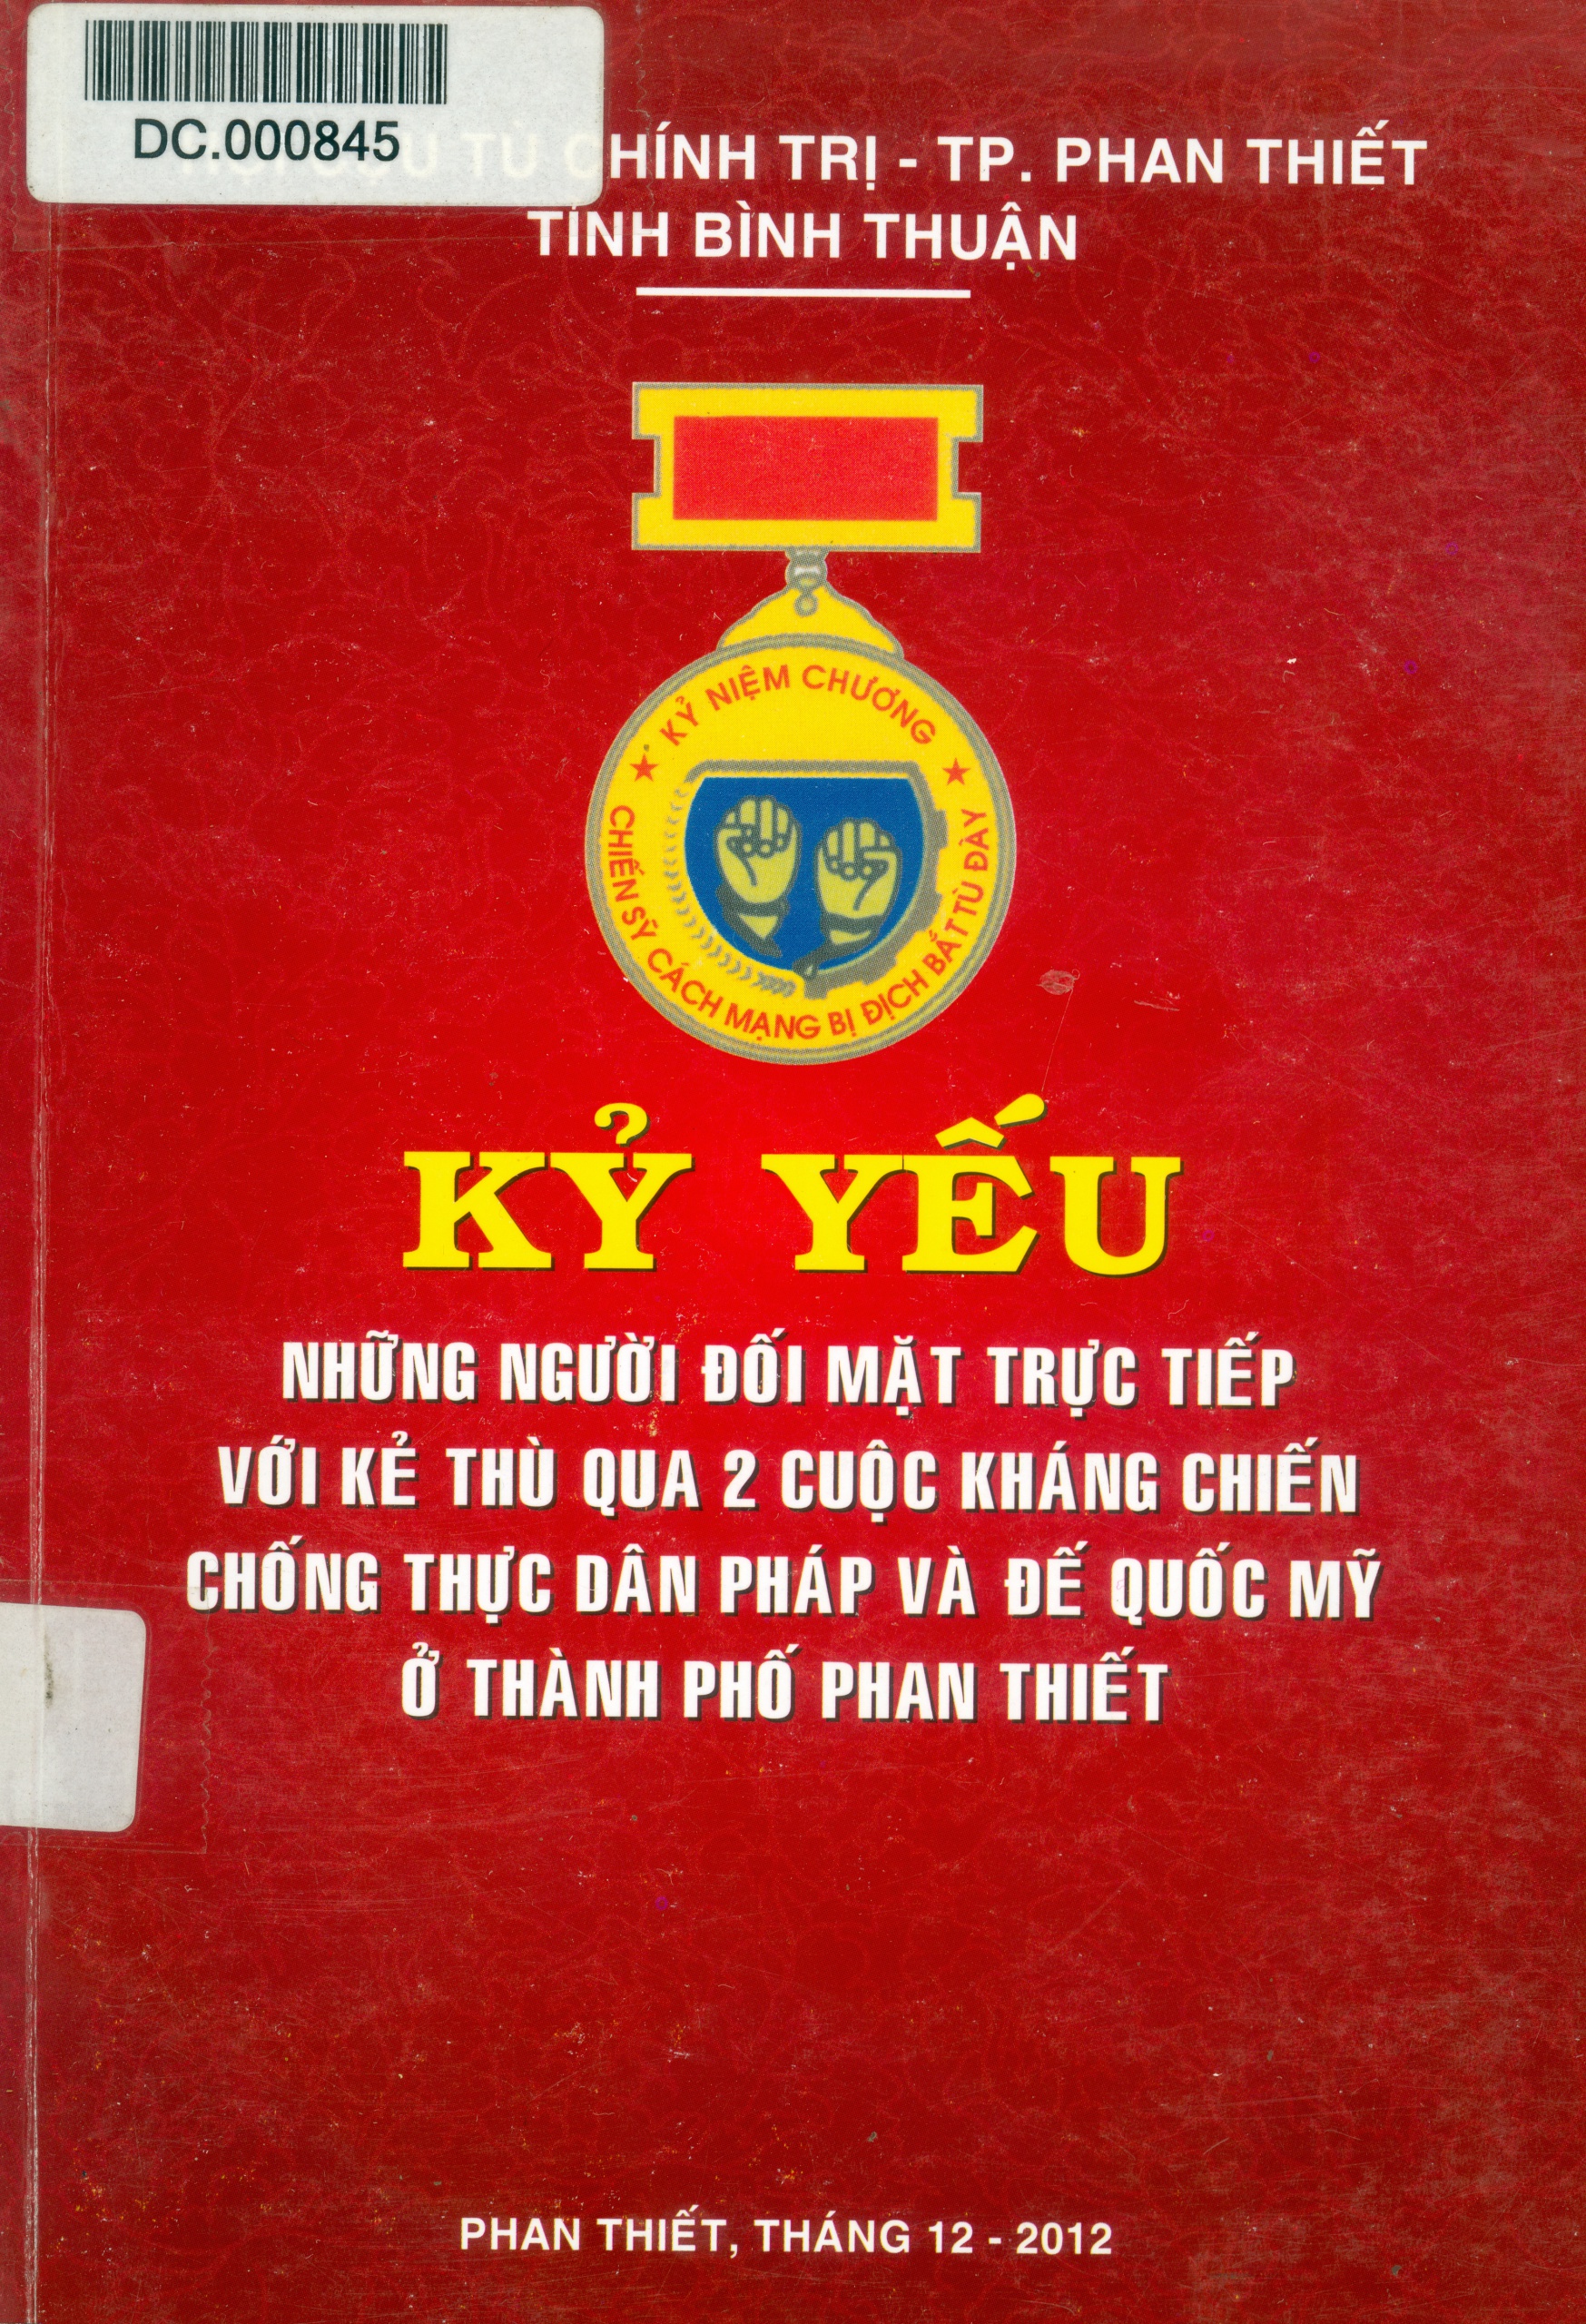 DC.000845
TÙ CHÍNH TRỊ - TP. PHAN THIẾT
TỈNH BÌNH THUẬN
KỶ NIỆM CHƯƠNG
CHIẾN SỸ CÁCH MẠNG BỊ ĐỊCH BẮT TÙ ĐÀY
KỶ YẾU
NHỮNG NGƯỜI ĐỐI MẶT TRỰC TIẾP
VỚI KẺ THÙ QUA 2 CUỘC KHÁNG CHIẾN
CHỐNG THỰC DÂN PHÁP VÀ ĐẾ QUỐC MỸ
Ở THÀNH PHỐ PHAN THIẾT
PHAN THIẾT, THÁNG 12 - 2012